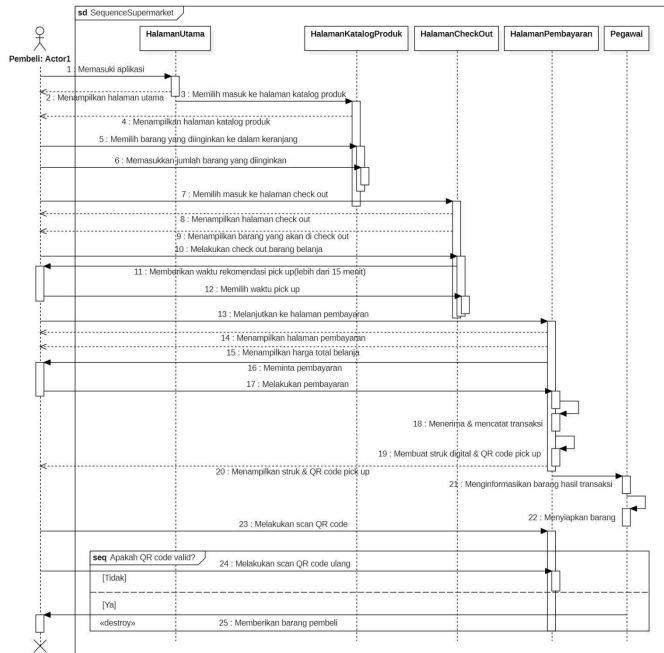 sd SequenceSupermarket
HalamanUtama
HalamanKatalogProduk
HalamanCheckOut
HalamanPembayaran
Pegawai
Pembeli: Actor1
1 : Memasuki aplikasi
2 : Menampilkan halaman utama
3 : Memilih masuk ke halaman katalog produk
4 : Menampilkan halaman katalog produk
5 : Memilih barang yang diinginkan ke dalam keranjang
6 : Memasukkan jumlah barang yang diinginkan
7 : Memilih masuk ke halaman check out
8 : Menampilkan halaman check out
9 : Menampilkan barang yang akan di check out
10 : Melakukan check out barang belanja
11 : Memberikan waktu rekomendasi pick up(lebih dari 15 menit)
12 : Memilih waktu pick up
13 : Melanjutkan ke halaman pembayaran
14 : Menampilkan halaman pembayaran
15 : Menampilkan harga total belanja
16 : Meminta pembayaran
17 : Melakukan pembayaran
18 : Menerima & mencatat transaksi
19 : Membuat struk digital & QR code pick up
20 : Menampilkan struk & QR code pick up
21 : Menginformasikan barang hasil transaksi
22 : Menyiapkan barang
23 : Melakukan scan QR code
seq Apakah QR code valid?
24 : Melakukan scan QR code ulang
[Tidak]
[Ya]
«destroy»
25 : Memberikan barang pembeli